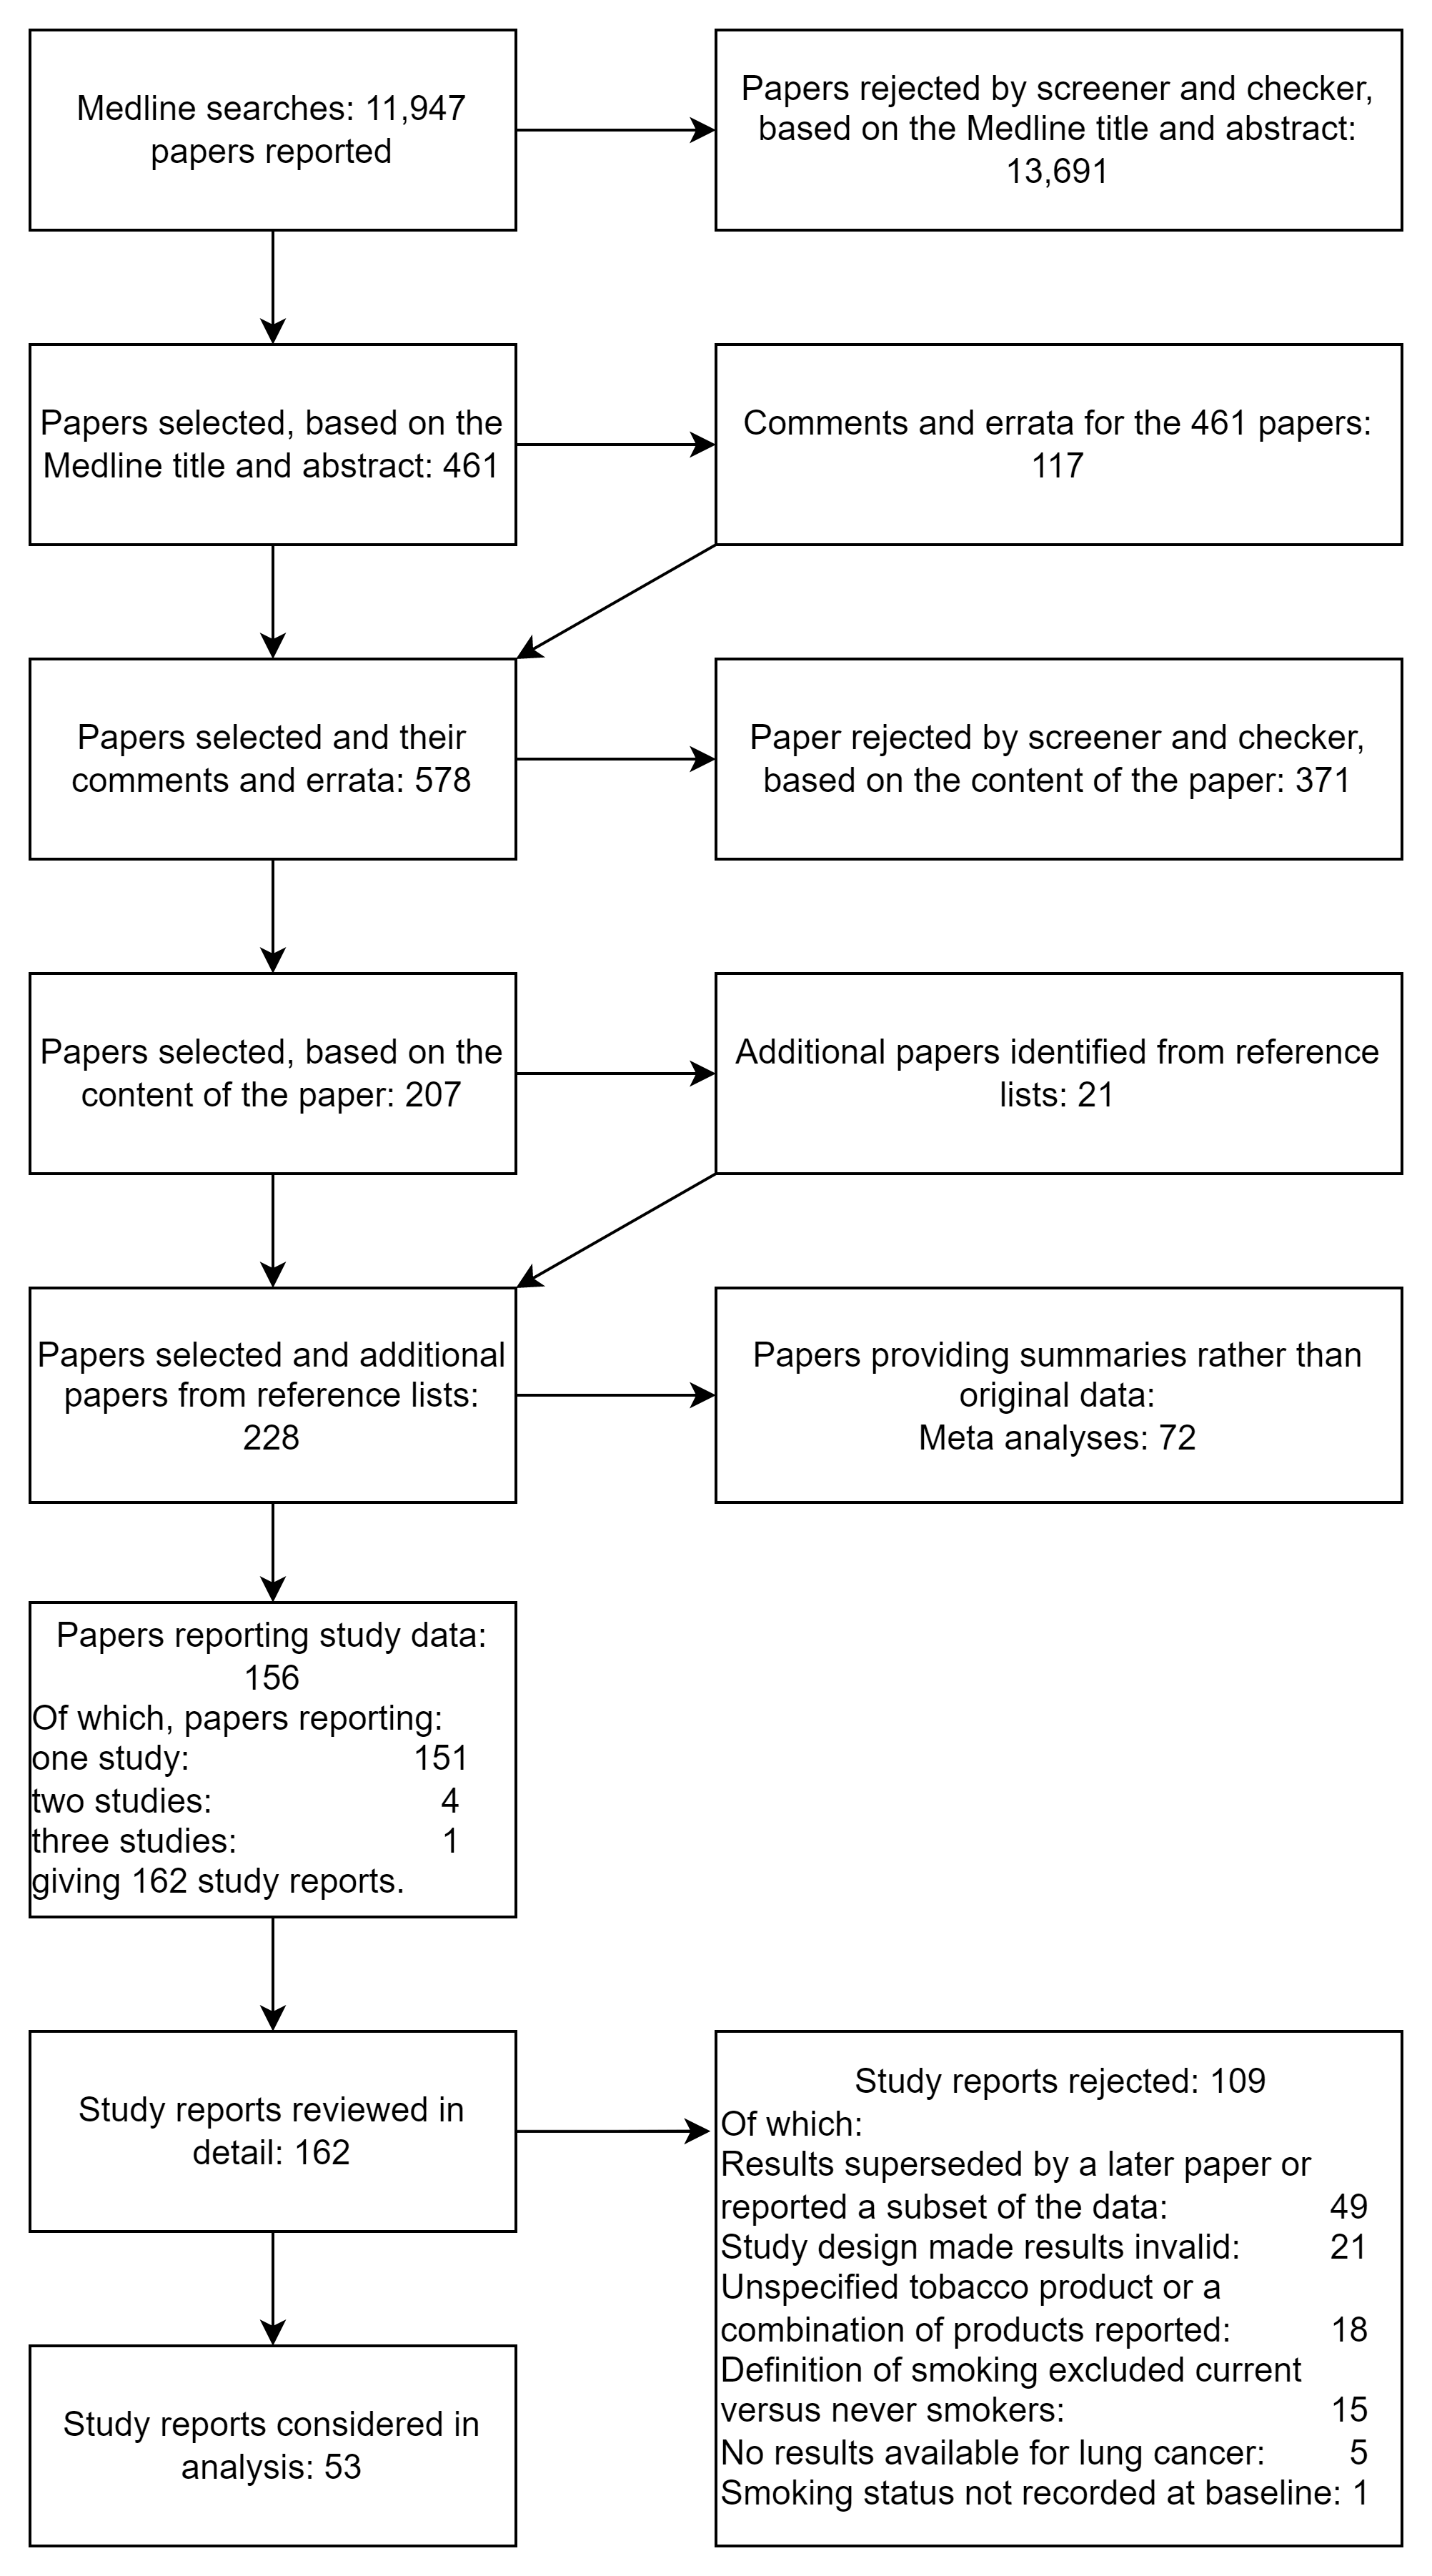 Medline searches: 11,947
papers reported
Papers rejected by screener and checker,
based on the Medline title and abstract:
13,691
Papers selected, based on the
Medline title and abstract: 461
Comments and errata for the 461 papers:
117
Papers selected and their
comments and errata: 578
Paper rejected by screener and checker,
based on the content of the paper: 371
Papers selected, based on the
content of the paper: 207
Additional papers identified from reference
lists: 21
Papers selected and additional
papers from reference lists:
228
Papers providing summaries rather than
original data:
Meta analyses: 72
Papers reporting study data:
156
Of which, papers reporting:
one study: 151
two studies: 4
three studies: 1
giving 162 study reports.
Study reports reviewed in
detail: 162
Study reports rejected: 109
Of which:
Results superseded by a later paper or
reported a subset of the data: 49
Study design made results invalid: 21
Unspecified tobacco product or a
combination of products reported: 18
Definition of smoking excluded current
versus never smokers: 15
No results available for lung cancer: 5
Smoking status not recorded at baseline: 1
Study reports considered in
analysis: 53